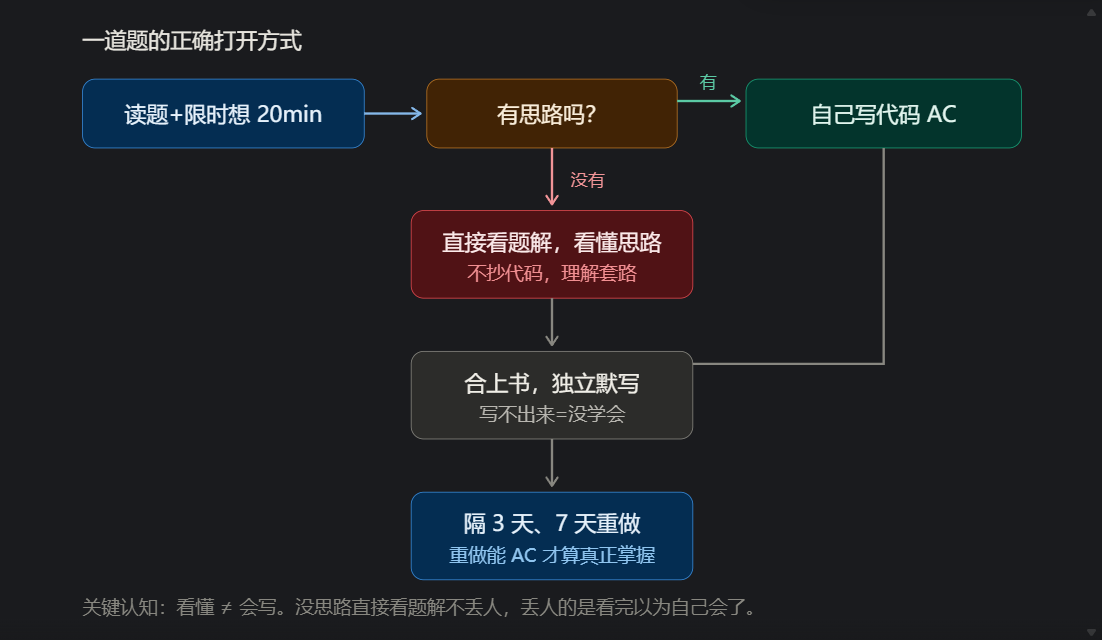 一道题的正确打开方式
读题+限时想 20min
有思路吗？
有
自己写代码 AC
没有
直接看题解，看懂思路
不抄代码，理解套路
合上书，独立默写
写不出来=没学会
隔 3 天、7 天重做
重做能 AC 才算真正掌握
关键认知：看懂 ≠ 会写。没思路直接看题解不丢人，丢人的是看完以为自己会了。